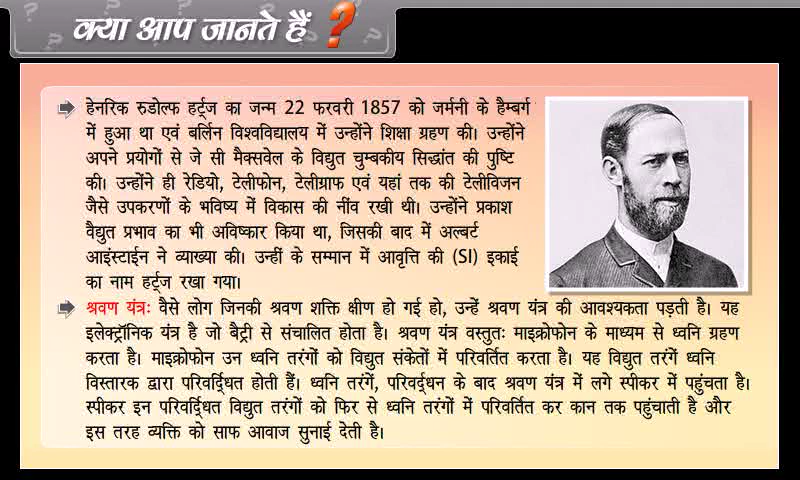 क्या आप जानते हैं ?
हेनरिक रुडोल्फ हर्ट्ज का जन्म 22 फरवरी 1857 को जर्मनी के हैम्बर्ग
में हुआ था एवं बर्लिन विश्वविद्यालय में उन्होंने शिक्षा ग्रहण की। उन्होंने
अपने प्रयोगों से जे सी मैक्सवेल के विद्युत चुम्बकीय सिद्धांत की पुष्टि
की। उन्होंने ही रेडियो, टेलीफोन, टेलीग्राफ एवं यहां तक की टेलीविजन
जैसे उपकरणों के भविष्य में विकास की नींव रखी थी। उन्होंने प्रकाश
वैद्युत प्रभाव का भी अविष्कार किया था, जिसकी बाद में अल्बर्ट
आइंस्टाईन ने व्याख्या की। उन्हीं के सम्मान में आवृत्ति की (SI) इकाई
का नाम हर्ट्ज रखा गया।
श्रवण यंत्र: वैसे लोग जिनकी श्रवण शक्ति क्षीण हो गई हो, उन्हें श्रवण यंत्र की आवश्यकता पड़ती है। यह
इलेक्ट्रॉनिक यंत्र है जो बैट्री से संचालित होता है। श्रवण यंत्र वस्तुतः माइक्रोफोन के माध्यम से ध्वनि ग्रहण
करता है। माइक्रोफोन उन ध्वनि तरंगों को विद्युत संकेतों में परिवर्तित करता है। यह विद्युत तरंगें ध्वनि
विस्तारक द्वारा परिवर्द्धित होती हैं। ध्वनि तरंगें, परिवर्द्धन के बाद श्रवण यंत्र में लगे स्पीकर में पहुंचता है।
स्पीकर इन परिवर्द्धित विद्युत तरंगों को फिर से ध्वनि तरंगों में परिवर्तित कर कान तक पहुंचाती है और
इस तरह व्यक्ति को साफ आवाज सुनाई देती है।